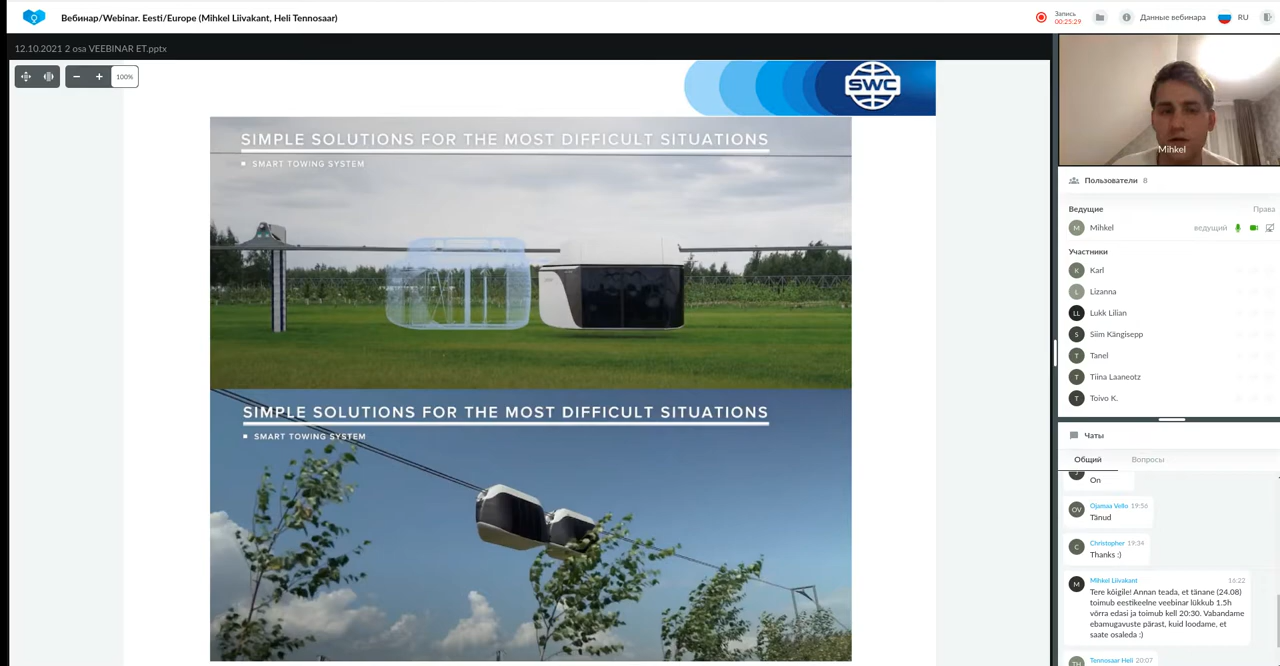 Вебинар/Webinar. Eesti/Europe (Mihkel Liivakant, Heli Tennosaar)
Запись
00:25:29
Данные вебинара
RU
12.10.2021 2 osa VEEBINAR ET.pptx
100%
SWC
SIMPLE SOLUTIONS FOR THE MOST DIFFICULT SITUATIONS
SMART TOWING SYSTEM
SIMPLE SOLUTIONS FOR THE MOST DIFFICULT SITUATIONS
SMART TOWING SYSTEM
Mihkel
Пользователи 8
Ведущие Права
M Mihkel ведущий
Участники
K Karl
L Lizanna
LL Lukk Lilian
S Siim Kängisepp
T Tanel
T Tiina Laaneotz
T Toivo K.
Чаты
Общий Вопросы
On
OV Ojamaa Vello 19:56
Tänud
C Christopher 19:34
Thanks :)
M Mihkel Liivakant 16:22
Tere kõigile! Annan teada, et tänane (24.08)
toimub eestikeelne veebinar lükkub 1.5h
võrra edasi ja toimub kell 20:30. Vabandame
ebamugavuste pärast, kuid loodame, et
saate osaleda :)
TH Tennosaar Heli 20:07